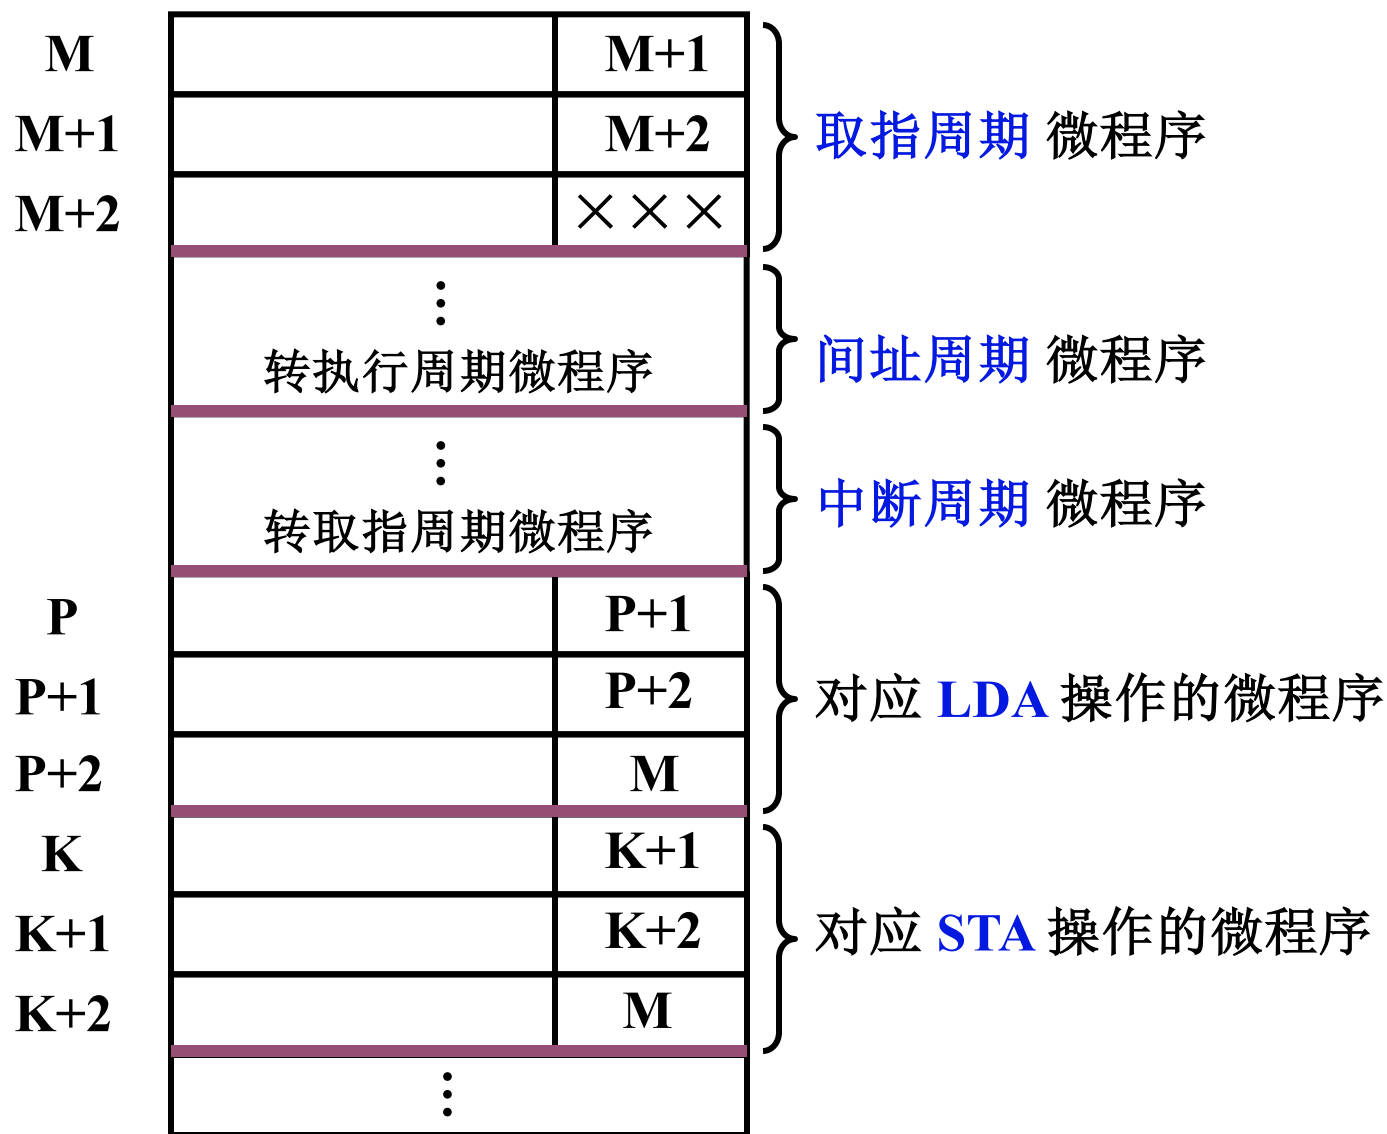 M M+1
M+1 M+2
取指周期 微程序
M+2 ×××
⋮
转执行周期微程序
间址周期 微程序
⋮
转取指周期微程序
中断周期 微程序
P P+1
P+1 P+2
对应 LDA 操作的微程序
P+2 M
K K+1
K+1 K+2
对应 STA 操作的微程序
K+2 M
⋮